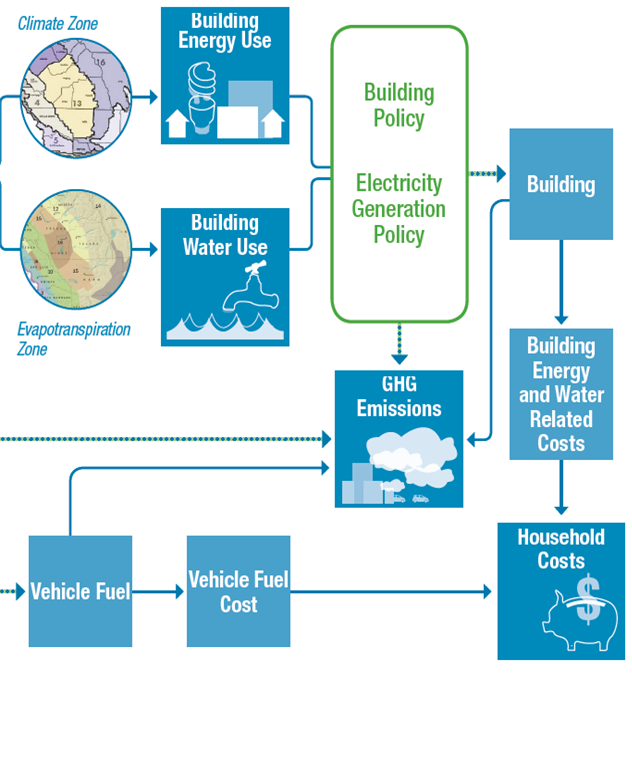 Climate Zone
Building
Energy Use
16
4
13
5
Building
Policy
Electricity
Generation
Policy
Building
Building
Water Use
Evapotranspiration
Zone
Building
Energy
and Water
Related
Costs
GHG
Emissions
Vehicle Fuel
Vehicle Fuel
Cost
Household
Costs
$